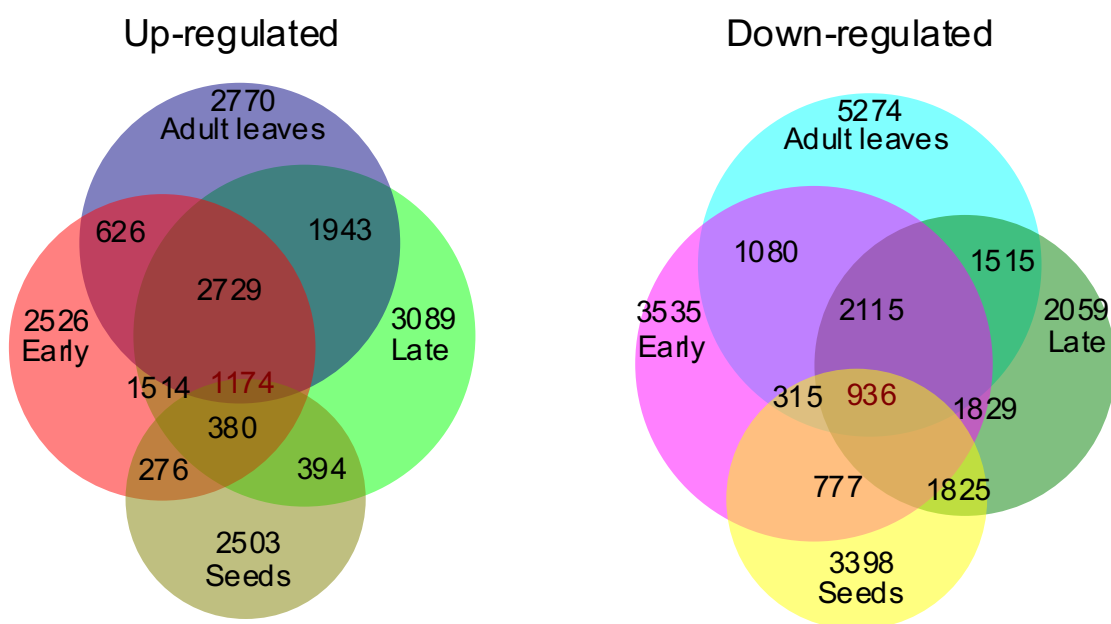 Up-regulated
2770
Adult leaves
626
1943
2729
2526
Early
3089
Late
1514
1174
380
276
394
2503
Seeds
Down-regulated
5274
Adult leaves
1080
1515
2115
3535
Early
2059
Late
315
936
1829
777
1825
3398
Seeds